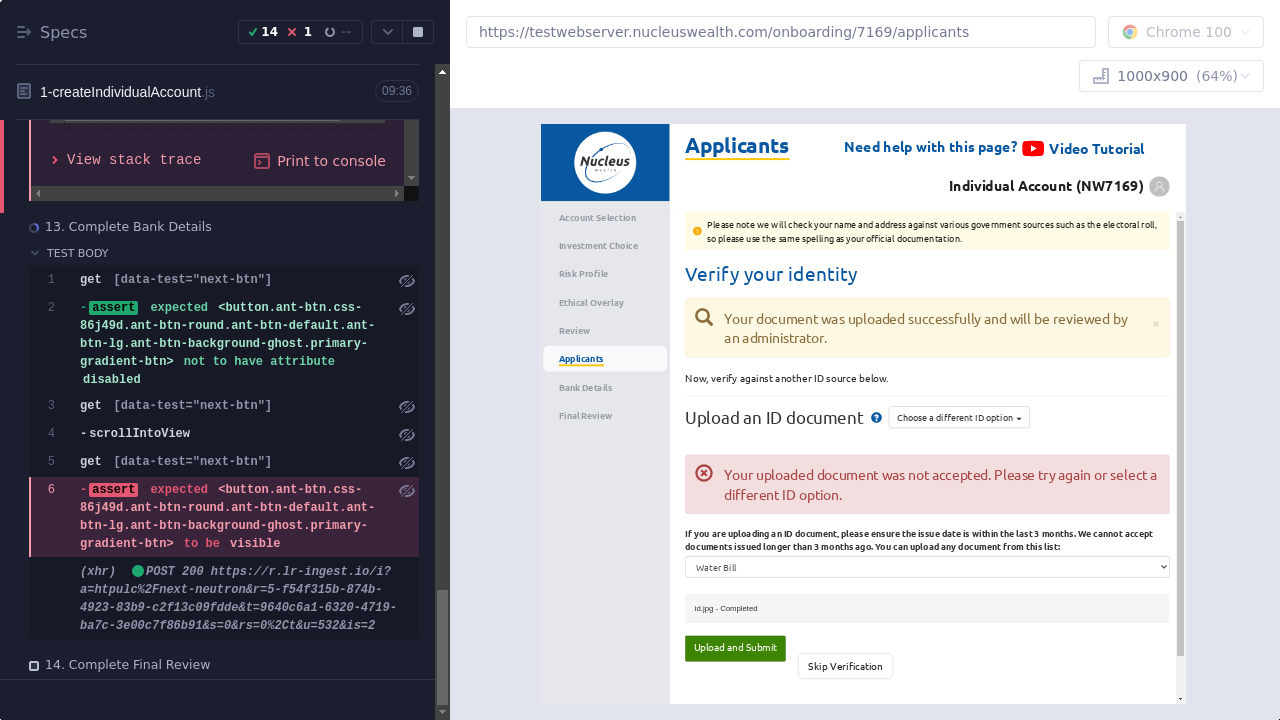 Specs
14
1
--
1-createIndividualAccount.js
09:36
View stack trace
Print to console
13. Complete Bank Details
TEST BODY
1 get [data-test="next-btn"]
2 -assert expected <button.ant-btn.css-
86j49d.ant-btn-round.ant-btn-default.ant-
btn-lg.ant-btn-background-ghost.primary-
gradient-btn> not to have attribute
disabled
3 get [data-test="next-btn"]
4 -scrollIntoView
5 get [data-test="next-btn"]
6 -assert expected <button.ant-btn.css-
86j49d.ant-btn-round.ant-btn-default.ant-
btn-lg.ant-btn-background-ghost.primary-
gradient-btn> to be visible
(xhr) POST 200 https://r.lr-ingest.io/i?
a=htpulc%2Fnext-neutron&r=5-f54f315b-874b-
4923-83b9-c2f13c09fdde&t=9640c6a1-6320-4719-
ba7c-3e00c7f86b91&s=0&rs=0%2Ct&u=532&is=2
14. Complete Final Review
https://testwebserver.nucleuswealth.com/onboarding/7169/applicants
Chrome 100
1000x900 (64%)
Nucleus
Wealth
Account Selection
Investment Choice
Risk Profile
Ethical Overlay
Review
Applicants
Bank Details
Final Review
Applicants
Need help with this page? Video Tutorial
Individual Account (NW7169)
Please note we will check your name and address against various government sources such as the electoral roll,
so please use the same spelling as your official documentation.
Verify your identity
Your document was uploaded successfully and will be reviewed by
an administrator.
×
Now, verify against another ID source below.
Upload an ID document
Choose a different ID option
Your uploaded document was not accepted. Please try again or select a
different ID option.
If you are uploading an ID document, please ensure the issue date is within the last 3 months. We cannot accept
documents issued longer than 3 months ago. You can upload any document from this list:
Water Bill
id.jpg - Completed
Upload and Submit
Skip Verification